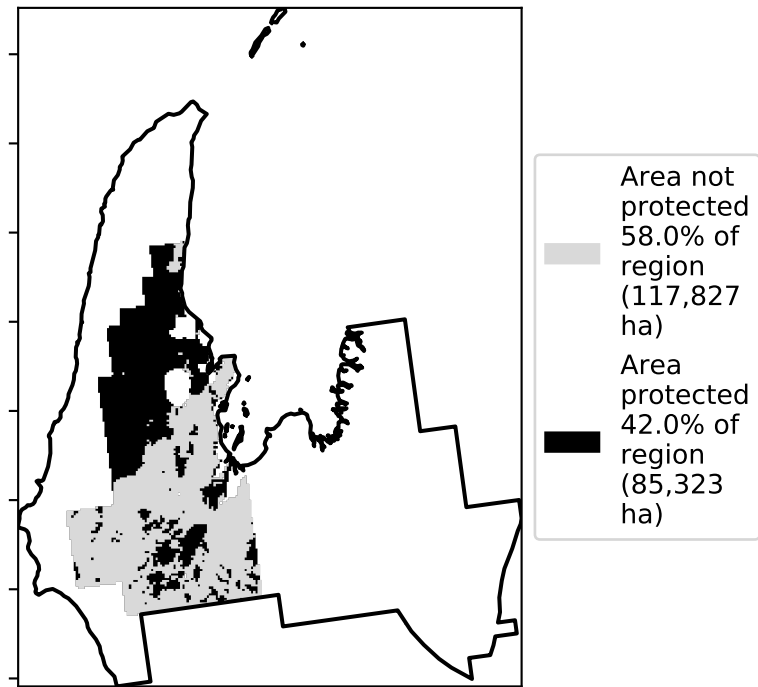 Area not
protected
58.0% of
region
(117,827
ha)
Area
protected
42.0% of
region
(85,323
ha)